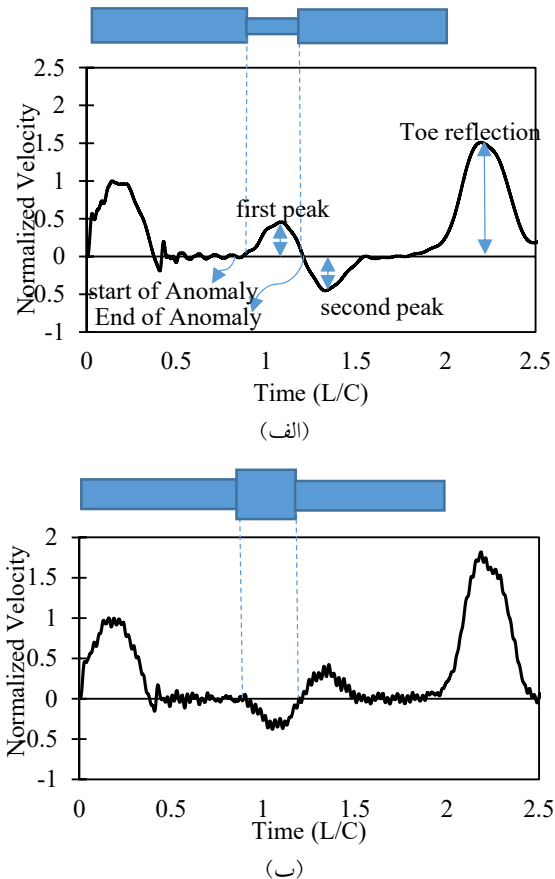 2.5
2
1.5
1
0.5
0
-0.5
-1
Normalized Velocity
Toe reflection
first peak
start of Anomaly
End of Anomaly
second peak
0 0.5 1 1.5 2 2.5
Time (L/C)
(الف)
2
1.5
1
0.5
0
-0.5
-1
Normalized Velocity
0 0.5 1 1.5 2 2.5
Time (L/C)
(ب)